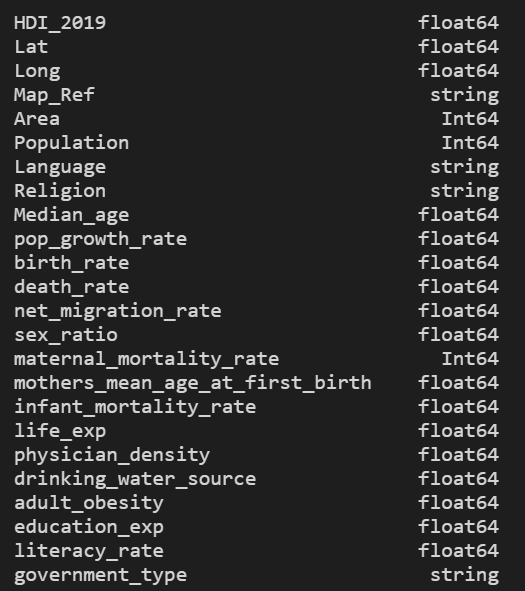 HDI_2019 float64
Lat float64
Long float64
Map_Ref string
Area Int64
Population Int64
Language string
Religion string
Median_age float64
pop_growth_rate float64
birth_rate float64
death_rate float64
net_migration_rate float64
sex_ratio float64
maternal_mortality_rate Int64
mothers_mean_age_at_first_birth float64
infant_mortality_rate float64
life_exp float64
physician_density float64
drinking_water_source float64
adult_obesity float64
education_exp float64
literacy_rate float64
government_type string